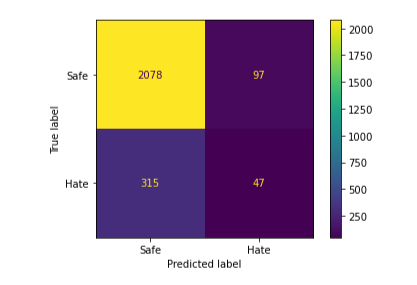 2000
1750
1500
1250
1000
750
500
250
Safe
Hate
True label
2078
97
315
47
Safe
Hate
Predicted label